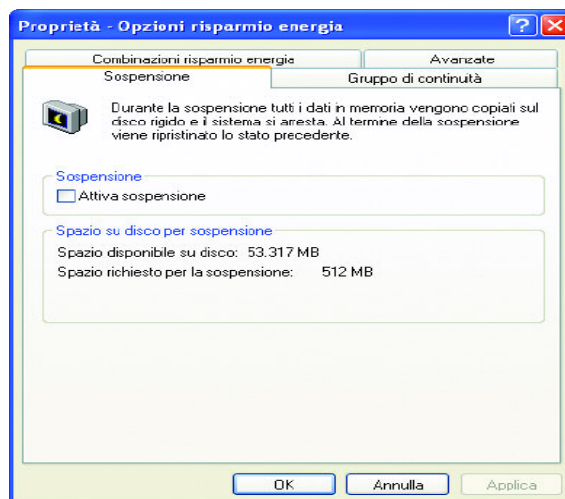 Proprietà - Opzioni risparmio energia
Combinazioni risparmio energia
Avanzate
Sospensione
Gruppo di continuità
Durante la sospensione tutti i dati in memoria vengono copiati sul
disco rigido e il sistema si arresta. Al termine della sospensione
viene ripristinato lo stato precedente.
Sospensione
Attiva sospensione
Spazio su disco per sospensione
Spazio disponibile su disco: 53.317 MB
Spazio richiesto per la sospensione: 512 MB
OK
Annulla
Applica